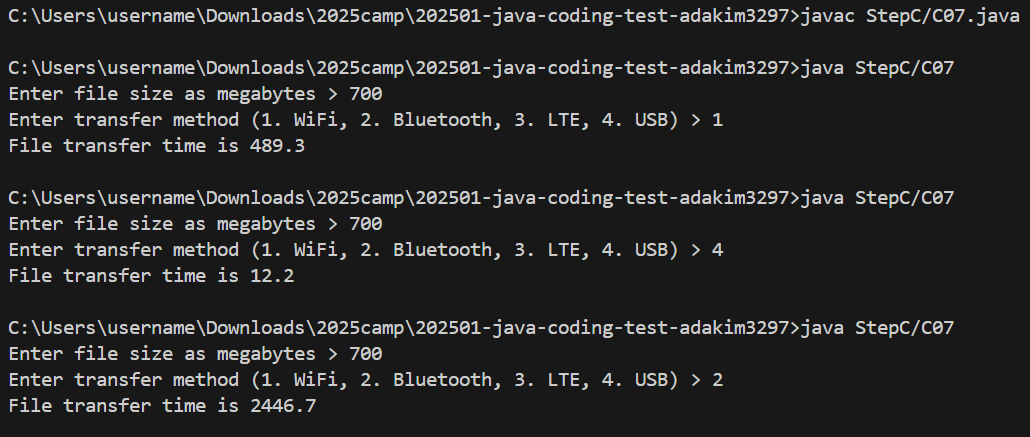 C:\Users\username\Downloads\2025camp\202501-java-coding-test-adakim3297>javac StepC/C07.java
C:\Users\username\Downloads\2025camp\202501-java-coding-test-adakim3297>java StepC/C07
Enter file size as megabytes > 700
Enter transfer method (1. WiFi, 2. Bluetooth, 3. LTE, 4. USB) > 1
File transfer time is 489.3
C:\Users\username\Downloads\2025camp\202501-java-coding-test-adakim3297>java StepC/C07
Enter file size as megabytes > 700
Enter transfer method (1. WiFi, 2. Bluetooth, 3. LTE, 4. USB) > 4
File transfer time is 12.2
C:\Users\username\Downloads\2025camp\202501-java-coding-test-adakim3297>java StepC/C07
Enter file size as megabytes > 700
Enter transfer method (1. WiFi, 2. Bluetooth, 3. LTE, 4. USB) > 2
File transfer time is 2446.7